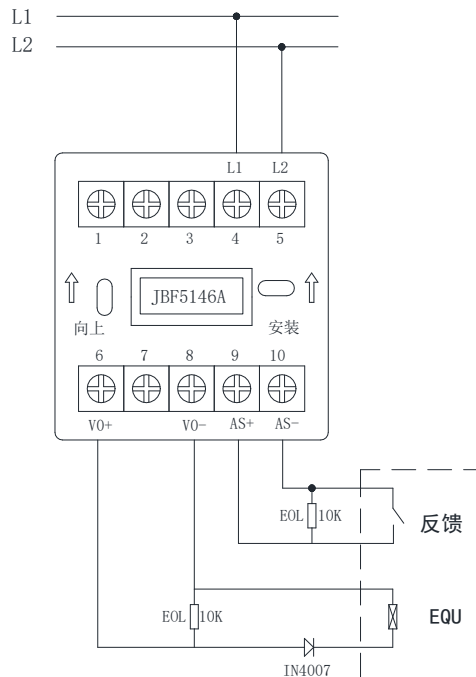 L1
L2
L1 L2
1 2 3 4 5
JBF5146A
向上 安装
6 7 8 9 10
VO+ VO- AS+ AS-
EOL 10K
反馈
EOL 10K
EQU
IN4007